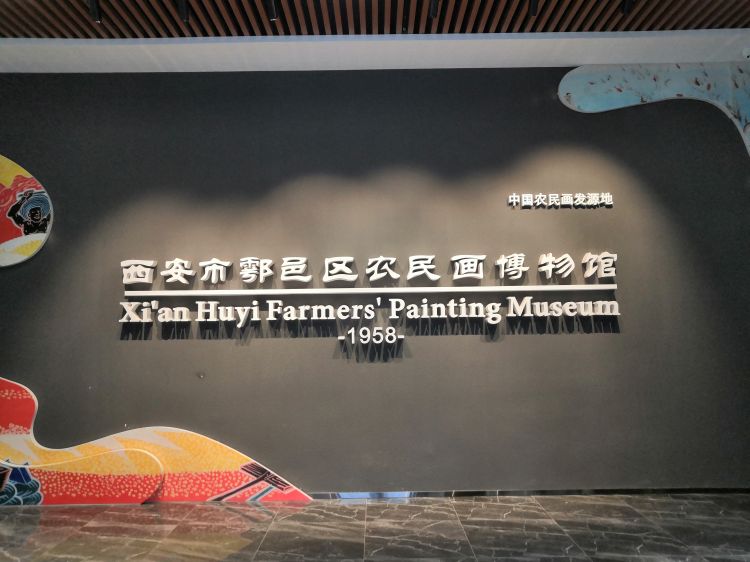 中国农民画发源地
西安市鄠邑区农民画博物馆
Xi'an Huyi Farmers' Painting Museum
-1958-